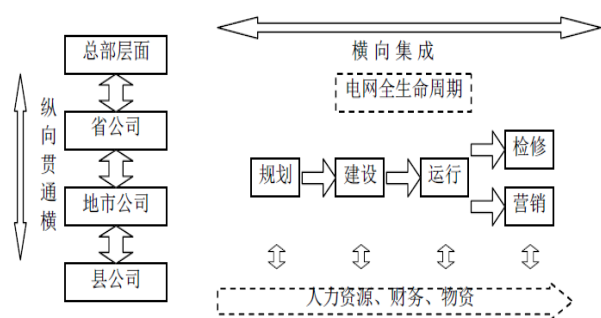 总部层面
省公司
地市公司
县公司
纵向贯通横
横向集成
电网全生命周期
规划
建设
运行
检修
营销
人力资源、财务、物资